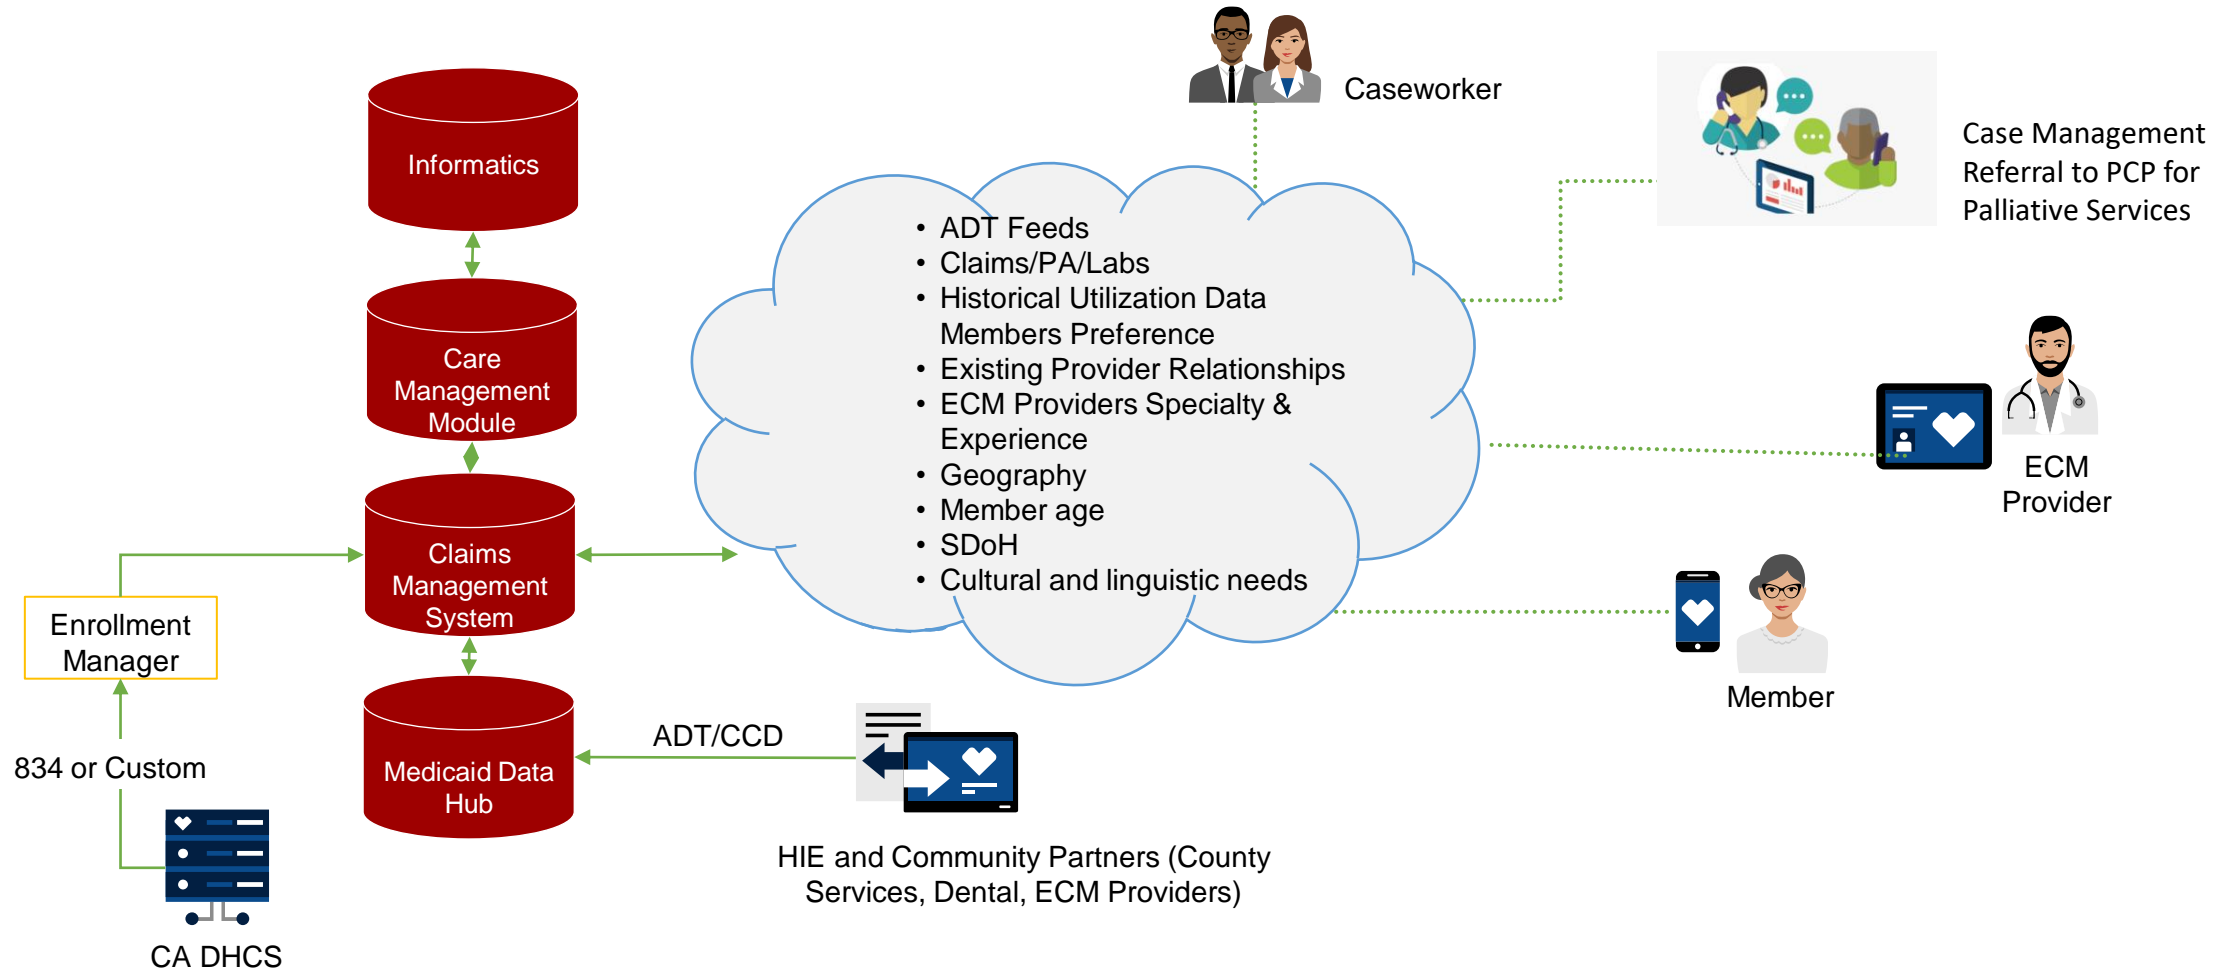 Caseworker
Case Management
Referral to PCP for
Palliative Services
Informatics
• ADT Feeds
• Claims/PA/Labs
• Historical Utilization Data
Members Preference
• Existing Provider Relationships
• ECM Providers Specialty &
Experience
• Geography
• Member age
• SDoH
• Cultural and linguistic needs
Care
Management
Module
ECM
Provider
Claims
Management
System
Enrollment
Manager
Member
ADT/CCD
834 or Custom
Medicaid Data
Hub
HIE and Community Partners (County
Services, Dental, ECM Providers)
CA DHCS